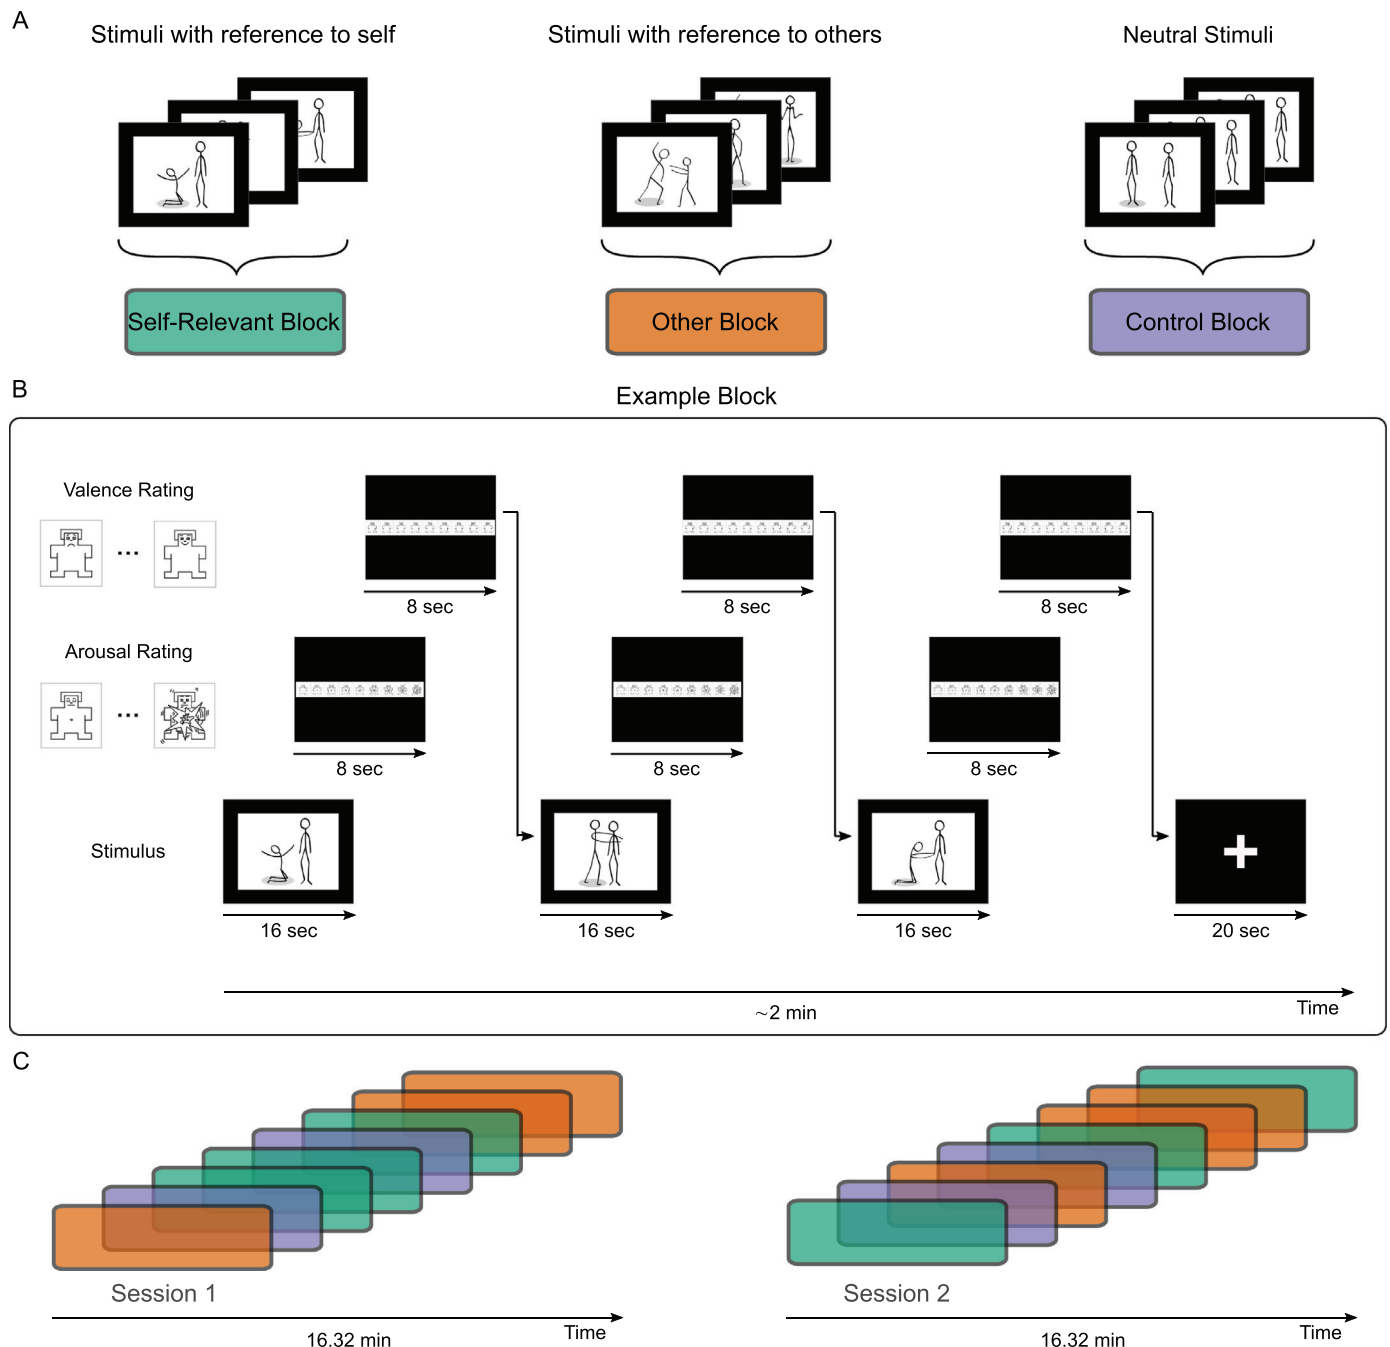 A
Stimuli with reference to self
Stimuli with reference to others
Neutral Stimuli
Self-Relevant Block
Other Block
Control Block
B
Example Block
Valence Rating
...
8 sec
8 sec
8 sec
Arousal Rating
...
8 sec
8 sec
8 sec
Stimulus
16 sec
16 sec
16 sec
20 sec
~2 min
Time
C
Session 1
Session 2
16.32 min
Time
16.32 min
Time